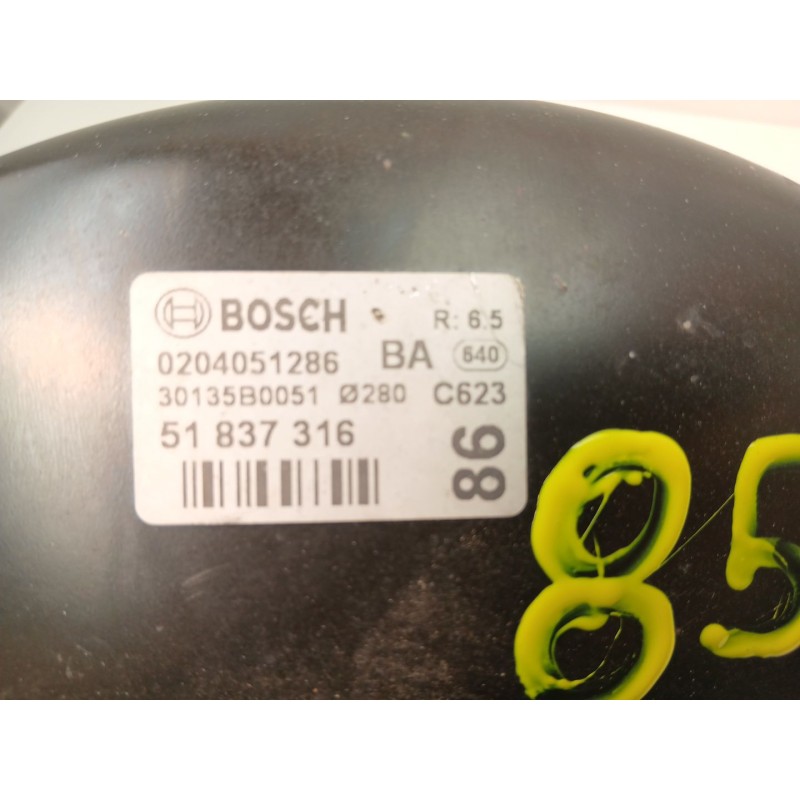 BOSCH R: 6.5
0204051286 BA 640
30135B0051 Ø280 C623
51 837 316
86
85